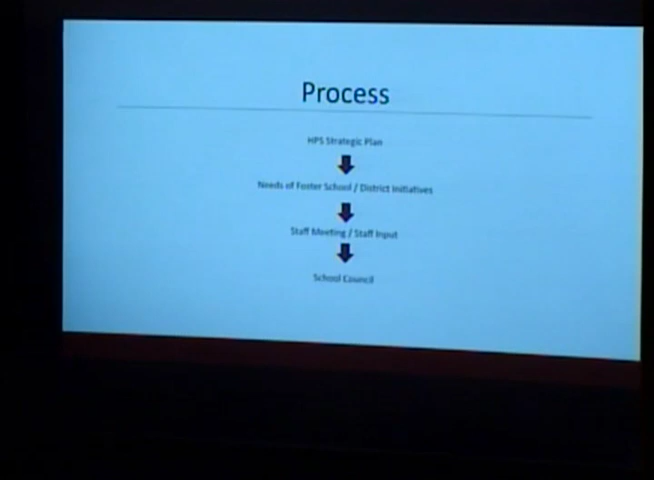 Process
HPS Strategic Plan
Needs of Foster School / District Initiatives
Staff Meeting / Staff Input
School Council